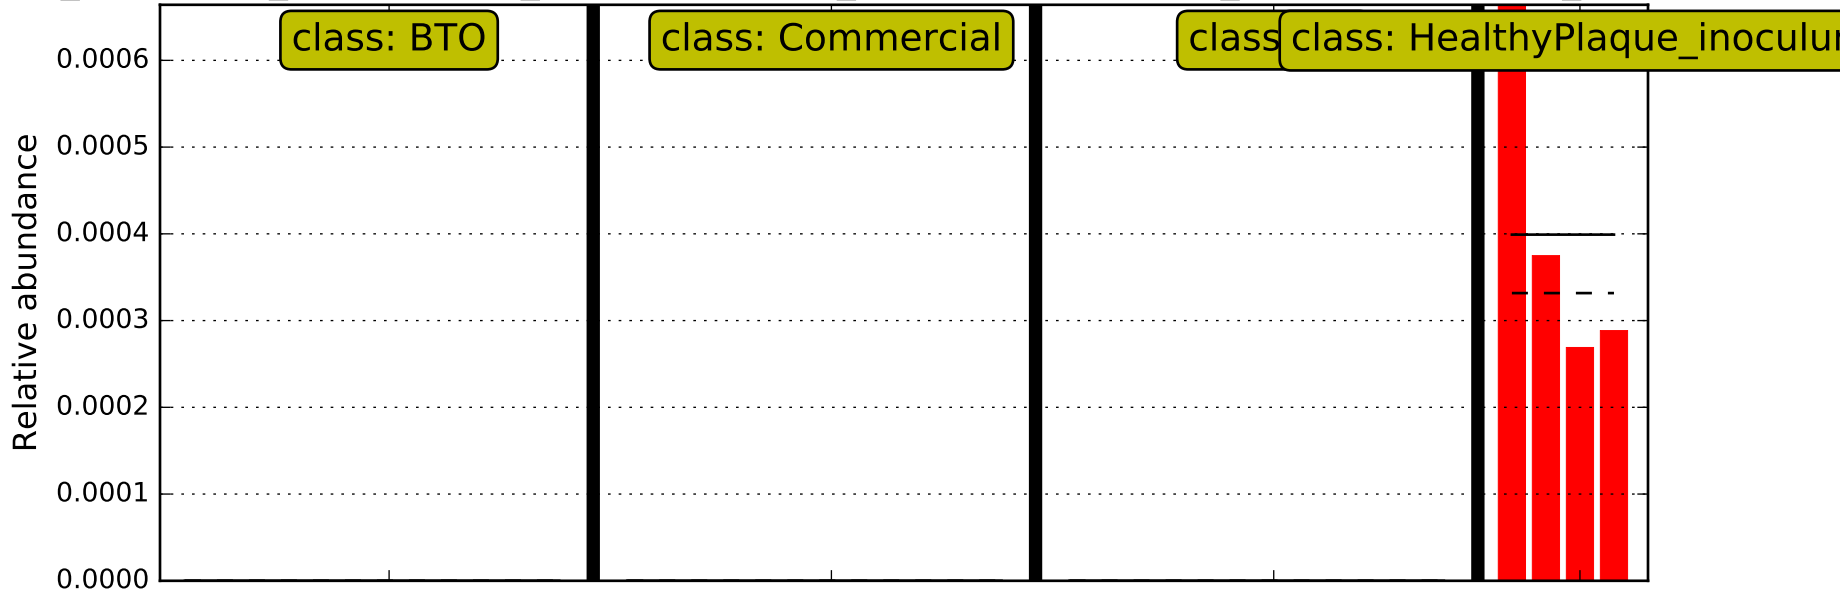 class: BTO
class: Commercial
class
class: HealthyPlaque_inoculu
0.0006
0.0005
0.0004
0.0003
0.0002
0.0001
0.0000
Relative abundance